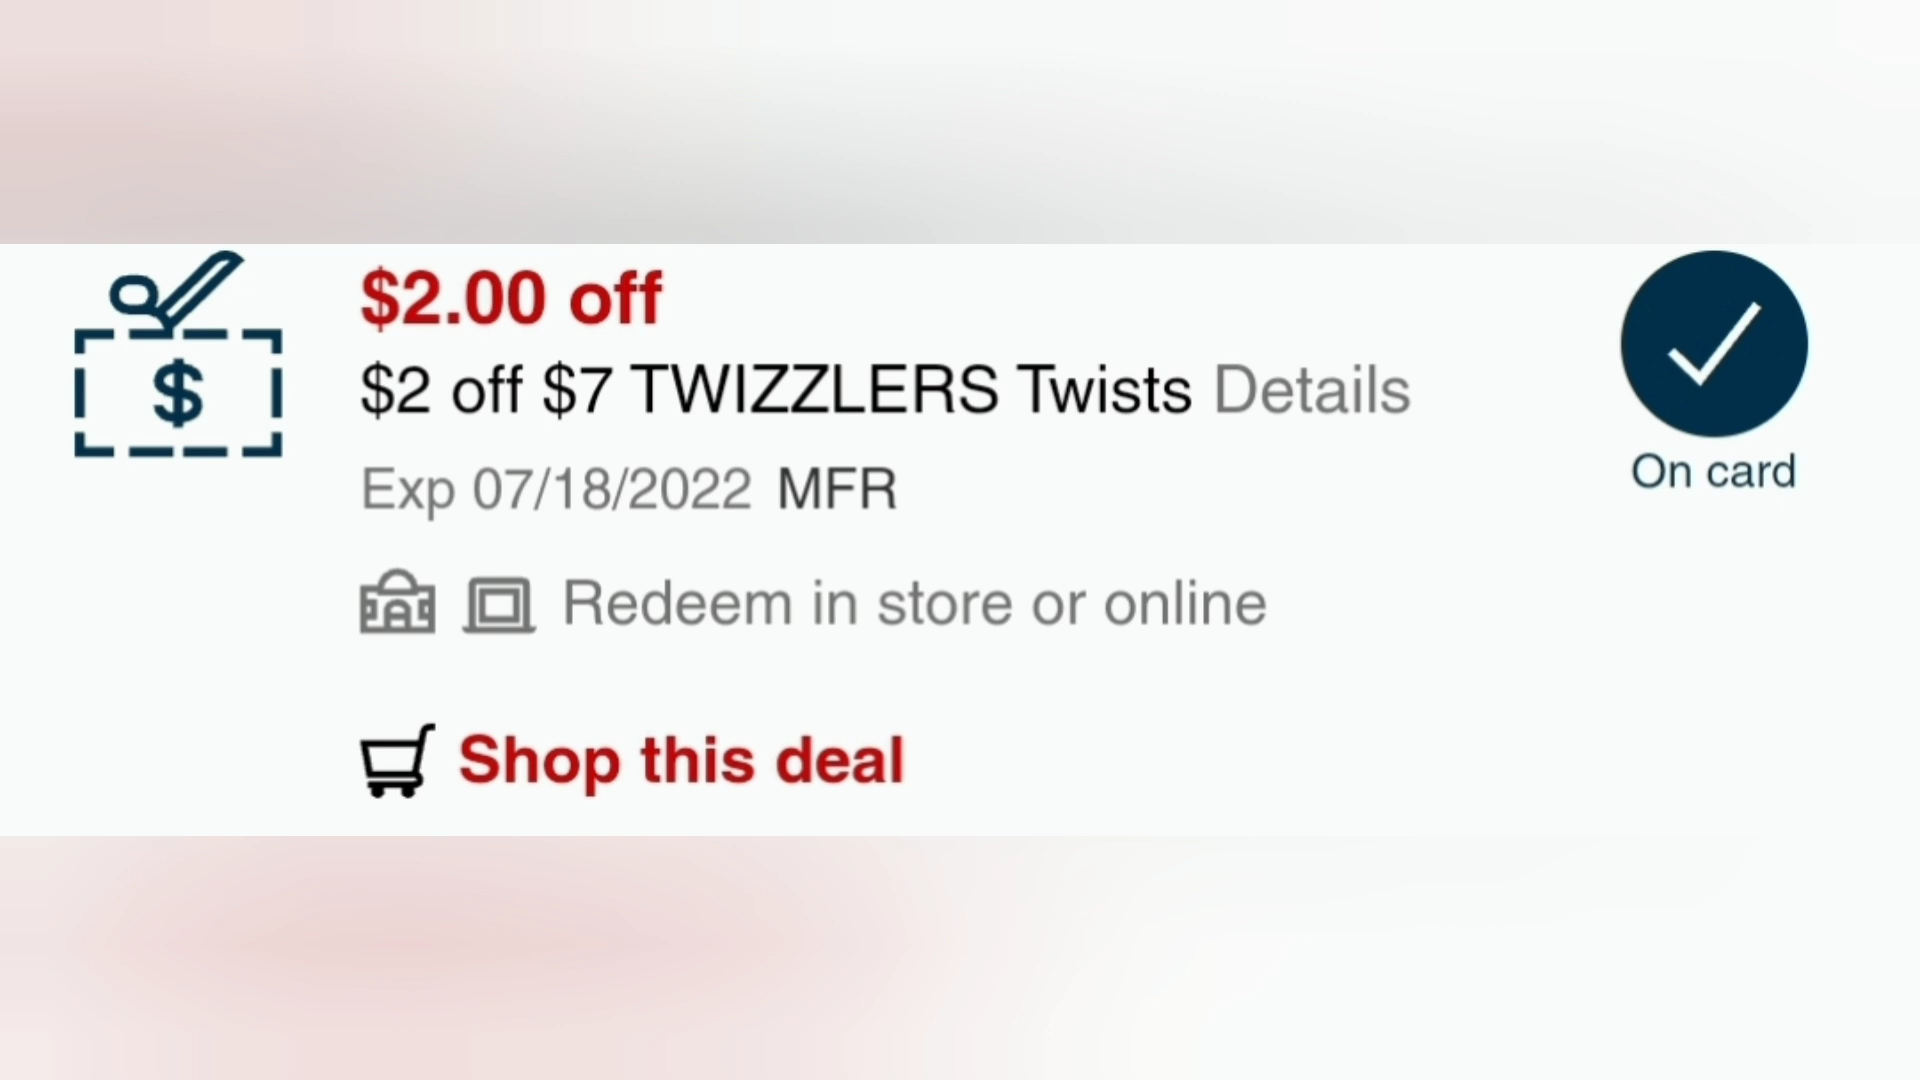 $2.00 off
$2 off $7 TWIZZLERS Twists Details
On card
Exp 07/18/2022 MFR
Redeem in store or online
Shop this deal